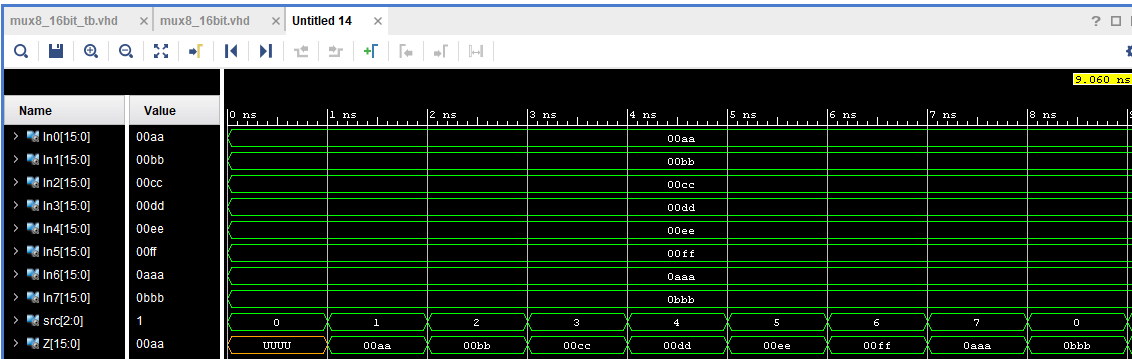 mux8_16bit_tb.vhd × mux8_16bit.vhd × Untitled 14 × ?
9.060 ns
Name Value 0 ns 1 ns 2 ns 3 ns 4 ns 5 ns 6 ns 7 ns 8 ns
In0[15:0] 00aa 00aa
In1[15:0] 00bb 00bb
In2[15:0] 00cc 00cc
In3[15:0] 00dd 00dd
In4[15:0] 00ee 00ee
In5[15:0] 00ff 00ff
In6[15:0] 0aaa 0aaa
In7[15:0] 0bbb 0bbb
src[2:0] 1 0 1 2 3 4 5 6 7 0
Z[15:0] 00aa UUUU 00aa 00bb 00cc 00dd 00ee 00ff 0aaa 0bbb